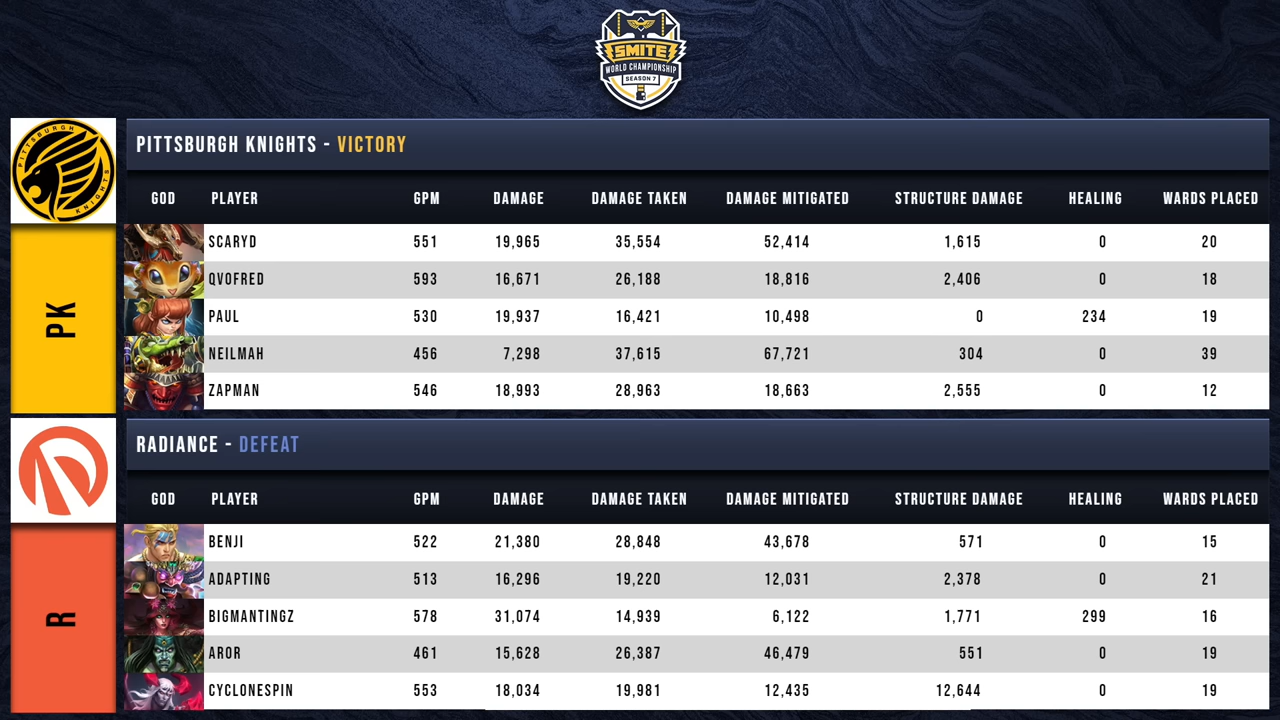 SMITE
WORLD CHAMPIONSHIP
SEASON 7
PITTSBURGH KNIGHTS
PITTSBURGH KNIGHTS - VICTORY
GOD PLAYER GPM DAMAGE DAMAGE TAKEN DAMAGE MITIGATED STRUCTURE DAMAGE HEALING WARDS PLACED
PK
SCARYD 551 19,965 35,554 52,414 1,615 0 20
QVOFRED 593 16,671 26,188 18,816 2,406 0 18
PAUL 530 19,937 16,421 10,498 0 234 19
NEILMAH 456 7,298 37,615 67,721 304 0 39
ZAPMAN 546 18,993 28,963 18,663 2,555 0 12
RADIANCE - DEFEAT
GOD PLAYER GPM DAMAGE DAMAGE TAKEN DAMAGE MITIGATED STRUCTURE DAMAGE HEALING WARDS PLACED
R
BENJI 522 21,380 28,848 43,678 571 0 15
ADAPTING 513 16,296 19,220 12,031 2,378 0 21
BIGMANTINGZ 578 31,074 14,939 6,122 1,771 299 16
AROR 461 15,628 26,387 46,479 551 0 19
CYCLONESPIN 553 18,034 19,981 12,435 12,644 0 19